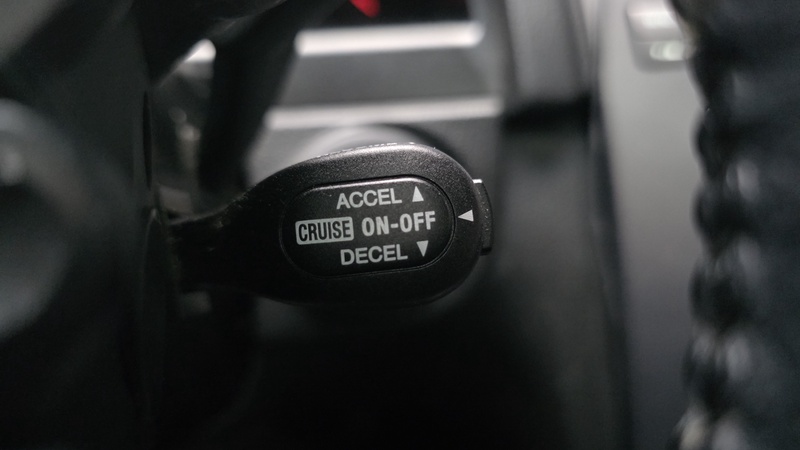 ACCEL ▲
CRUISE ON-OFF ◀
DECEL ▼